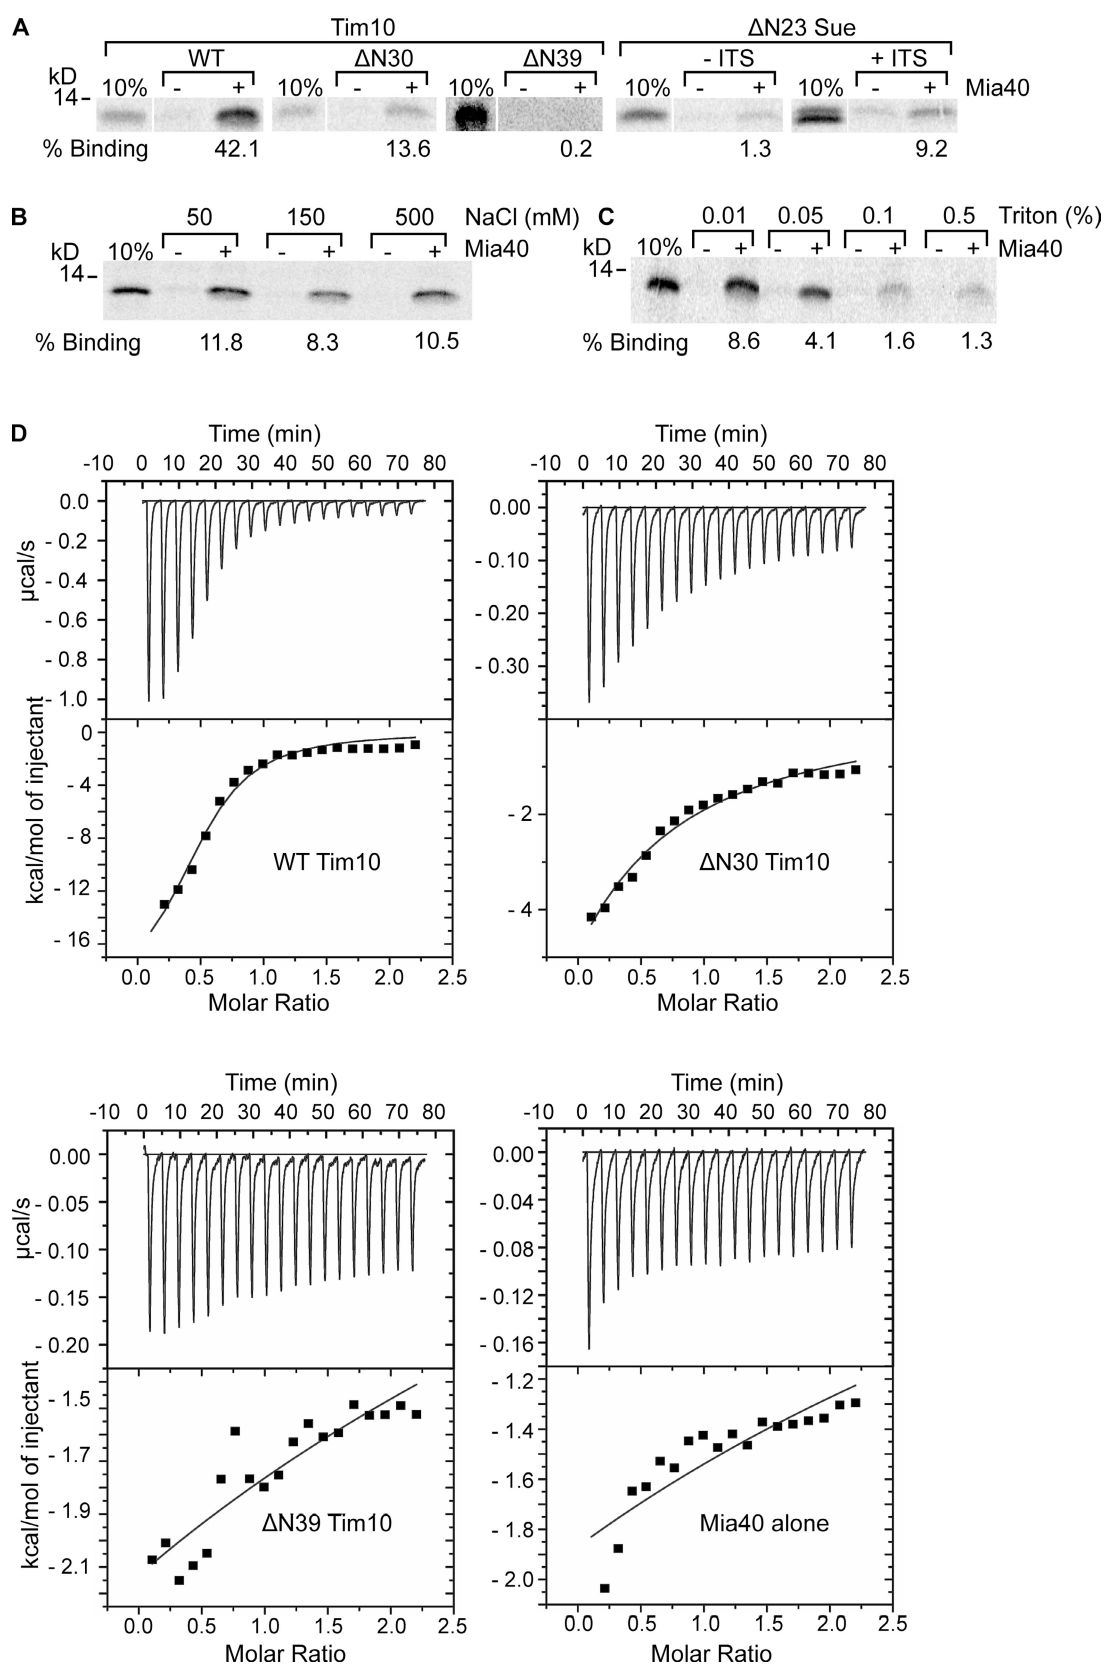 A
Tim10
ΔN23 Sue
WT ΔN30 ΔN39 - ITS + ITS
kD 10% - + 10% - + 10% - + 10% - + 10% - + Mia40
14
% Binding 42.1 13.6 0.2 1.3 9.2
B
50 150 500 NaCl (mM)
kD 10% - + - + - + Mia40
14
% Binding 11.8 8.3 10.5
C
0.01 0.05 0.1 0.5 Triton (%)
kD 10% - + - + - + - + Mia40
14
% Binding 8.6 4.1 1.6 1.3
D
Time (min)
-10 0 10 20 30 40 50 60 70 80
0.0
- 0.2
- 0.4
- 0.6
- 0.8
- 1.0
µcal/s
0
- 4
- 8
- 12
- 16
kcal/mol of injectant
WT Tim10
0.0 0.5 1.0 1.5 2.0 2.5
Molar Ratio
Time (min)
-10 0 10 20 30 40 50 60 70 80
0.00
- 0.10
- 0.20
- 0.30
- 2
- 4
ΔN30 Tim10
0.0 0.5 1.0 1.5 2.0 2.5
Molar Ratio
Time (min)
-10 0 10 20 30 40 50 60 70 80
0.00
- 0.05
- 0.10
- 0.15
- 0.20
µcal/s
- 1.5
- 1.7
- 1.9
- 2.1
kcal/mol of injectant
ΔN39 Tim10
0.0 0.5 1.0 1.5 2.0 2.5
Molar Ratio
Time (min)
-10 0 10 20 30 40 50 60 70 80
0.00
- 0.04
- 0.08
- 0.12
- 0.16
- 1.2
- 1.4
- 1.6
- 1.8
- 2.0
Mia40 alone
0.0 0.5 1.0 1.5 2.0 2.5
Molar Ratio